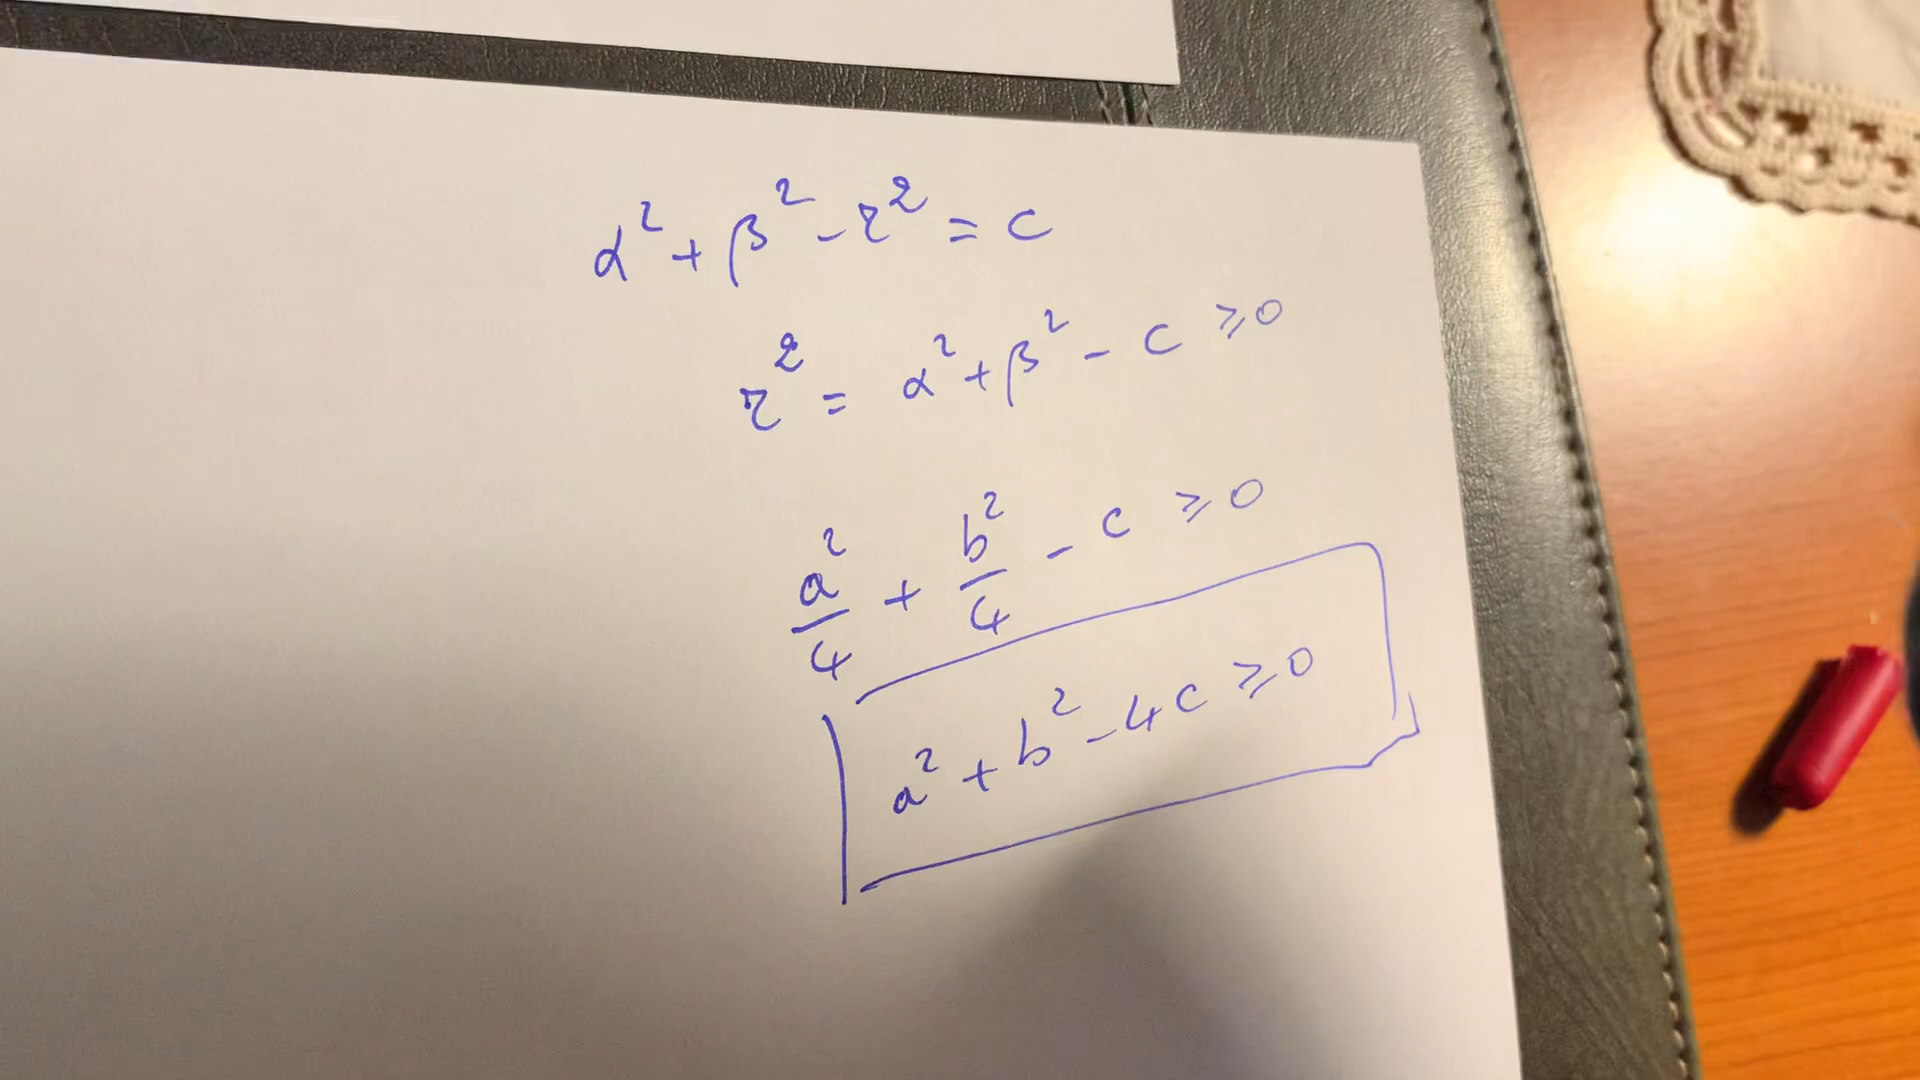 α² + β² - r² = c
r² = α² + β² - c ⩾ 0
a²/4 + b²/4 - c ⩾ 0
a² + b² - 4c ⩾ 0